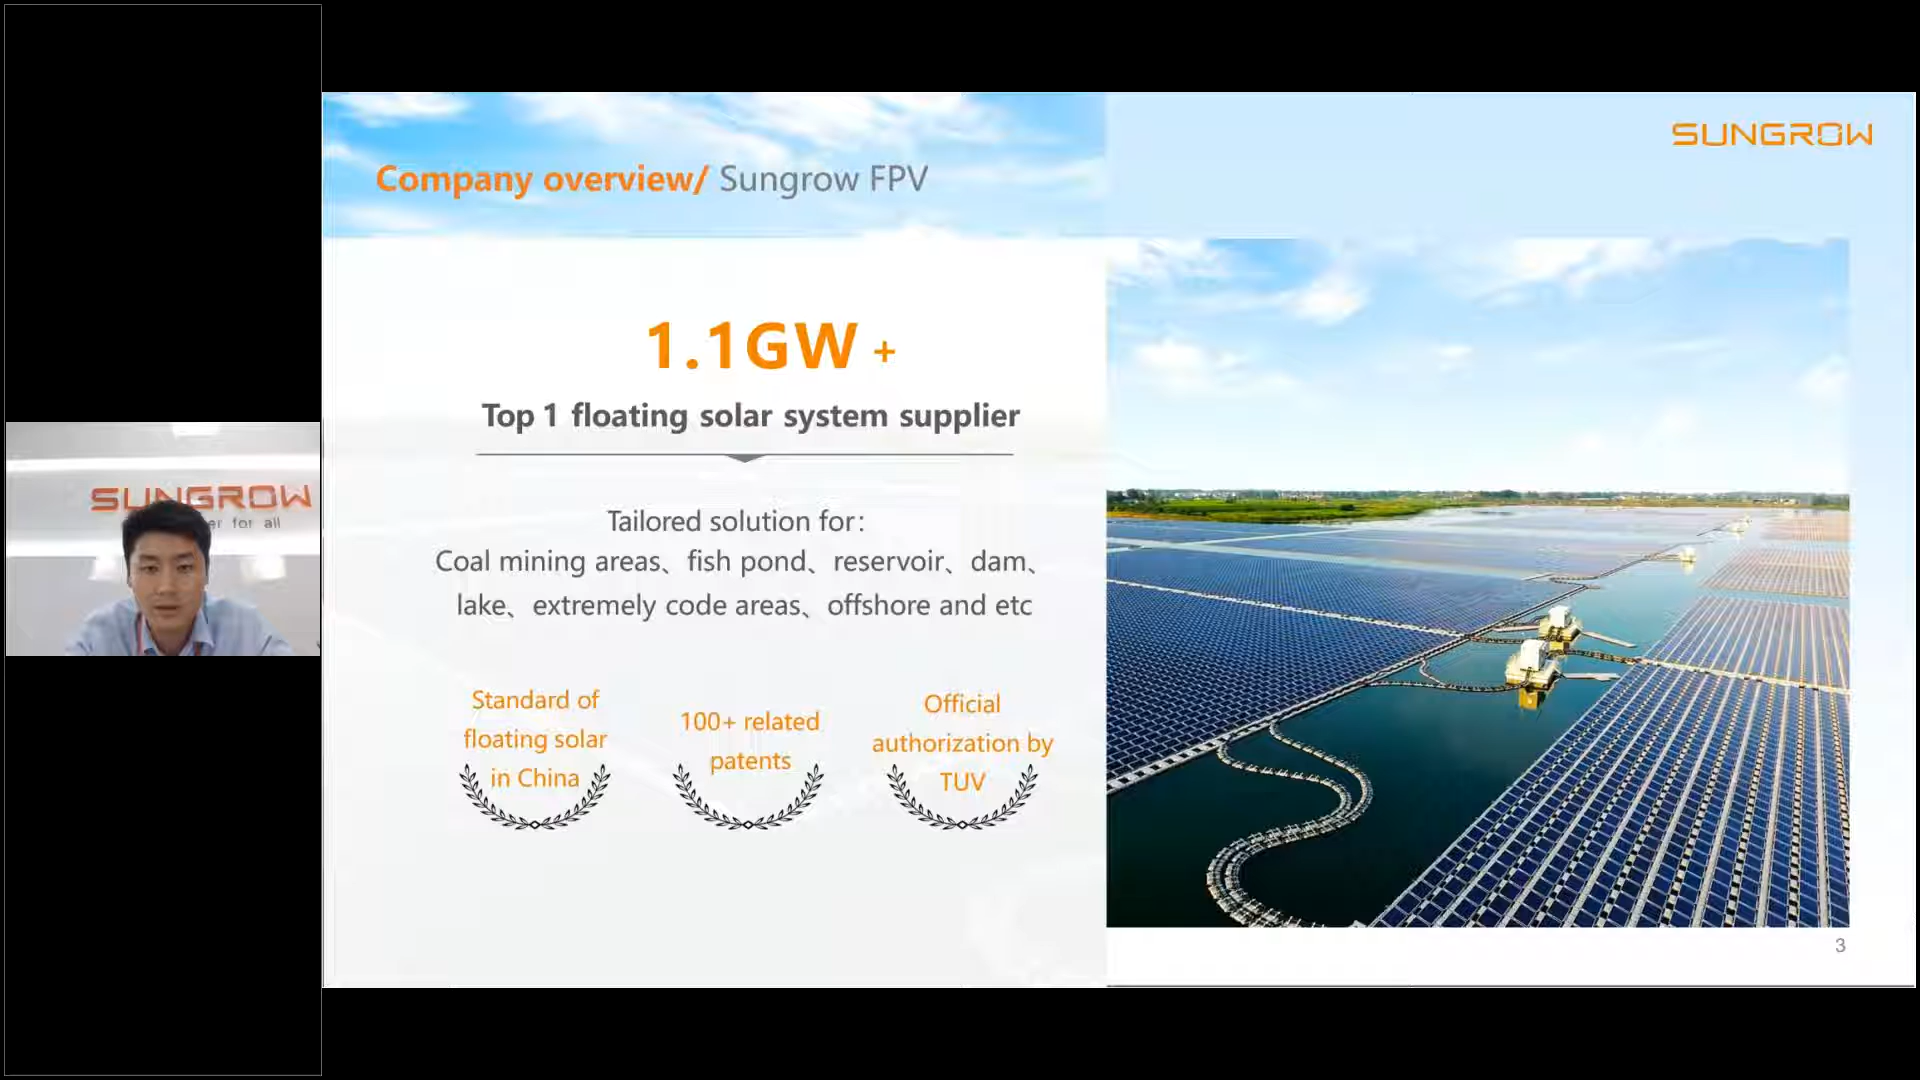 SUNGROW
Company overview/ Sungrow FPV
1.1GW +
Top 1 floating solar system supplier
Tailored solution for:
Coal mining areas、fish pond、reservoir、dam、
lake、extremely code areas、offshore and etc
Standard of
floating solar
in China
100+ related
patents
Official
authorization by
TUV
3
SUNGROW
for all